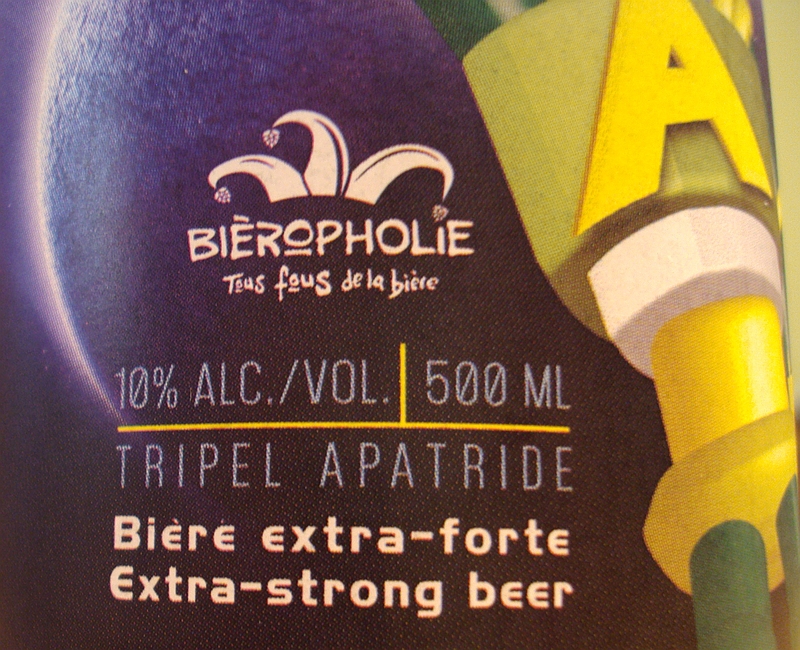 A
BIÈROPHOLIE
Tous fous de la bière
10% ALC./VOL. | 500 ML
TRIPEL APATRIDE
Bière extra-forte
Extra-strong beer